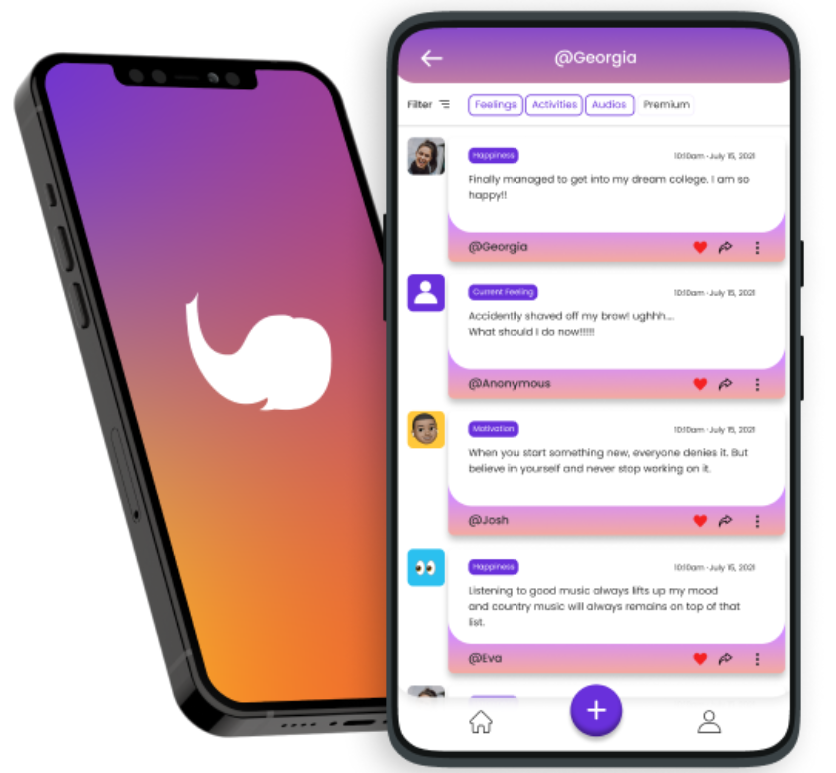 @Georgia
Filter Feelings Activities Audios Premium
Happiness 10:10am -July 15, 2021
Finally managed to get into my dream college. I am so
happy!!
@Georgia
Current Feeling 10:10am -July 15, 2021
Accidently shaved off my brow! ughhh....
What should I do now!!!!!!
@Anonymous
Motivation 10:10am -July 15, 2021
When you start something new, everyone denies it. But
believe in yourself and never stop working on it.
@Josh
Happiness 10:10am -July 15, 2021
Listening to good music always lifts up my mood
and country music will always remains on top of that
list.
@Eva